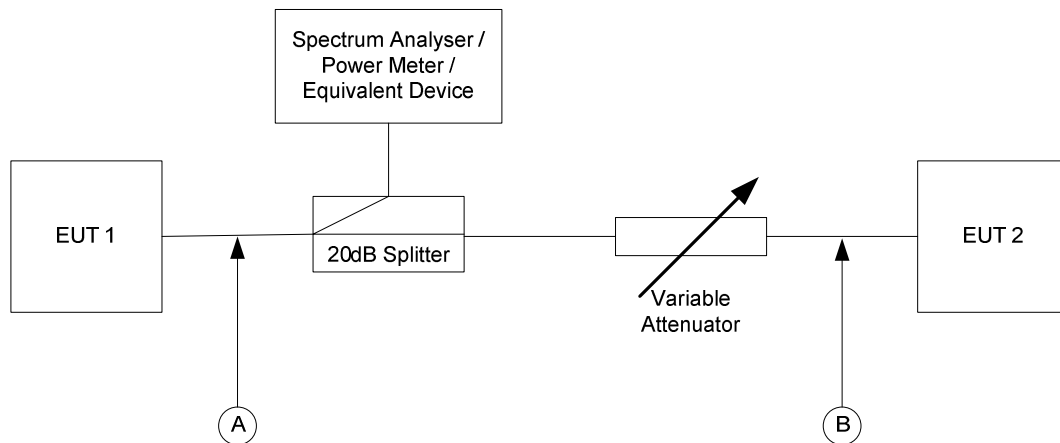 Spectrum Analyser /
Power Meter /
Equivalent Device
EUT 1
20dB Splitter
EUT 2
Variable
Attenuator
A
B